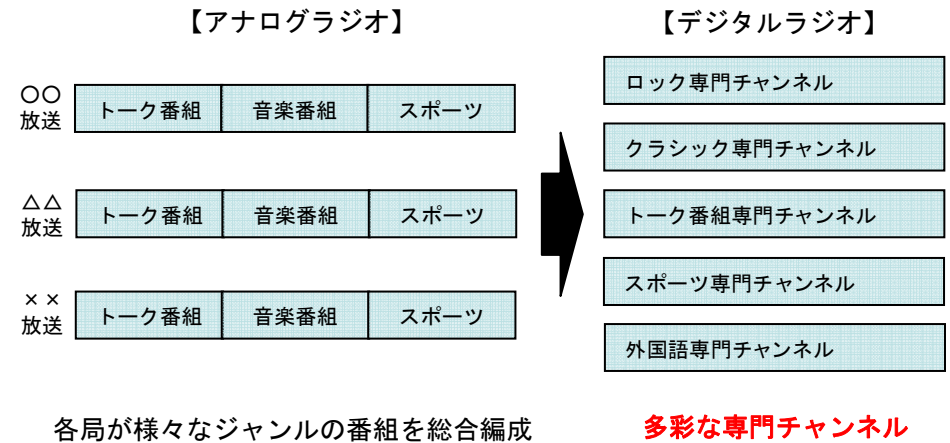 【アナログラジオ】
○○
放送
トーク番組 音楽番組 スポーツ
△△
放送
トーク番組 音楽番組 スポーツ
××
放送
トーク番組 音楽番組 スポーツ
各局が様々なジャンルの番組を総合編成
【デジタルラジオ】
ロック専門チャンネル
クラシック専門チャンネル
トーク番組専門チャンネル
スポーツ専門チャンネル
外国語専門チャンネル
多彩な専門チャンネル